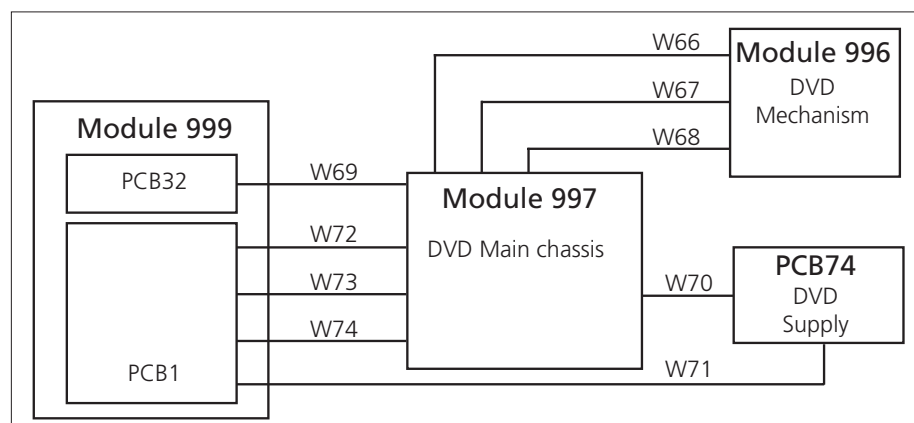 W66
Module 996
DVD
Mechanism
W67
W68
Module 999
PCB32
W69
Module 997
DVD Main chassis
W72
W73
W74
PCB1
W70
PCB74
DVD
Supply
W71